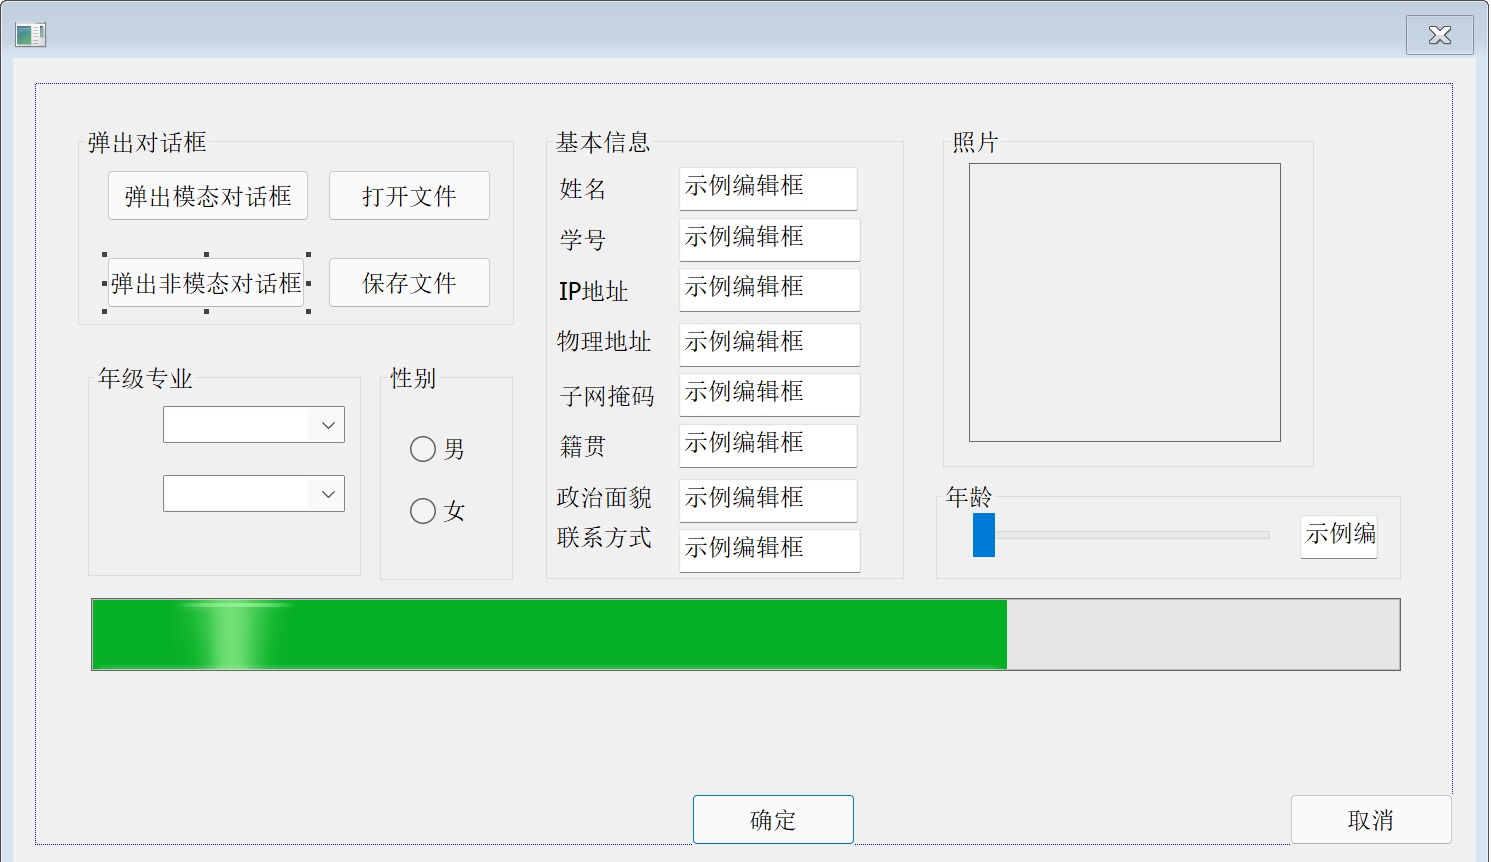 弹出对话框
弹出模态对话框
打开文件
弹出非模态对话框
保存文件
年级专业
性别
男
女
基本信息
姓名 示例编辑框
学号 示例编辑框
IP地址 示例编辑框
物理地址 示例编辑框
子网掩码 示例编辑框
籍贯 示例编辑框
政治面貌 示例编辑框
联系方式 示例编辑框
照片
年龄
示例编
确定
取消